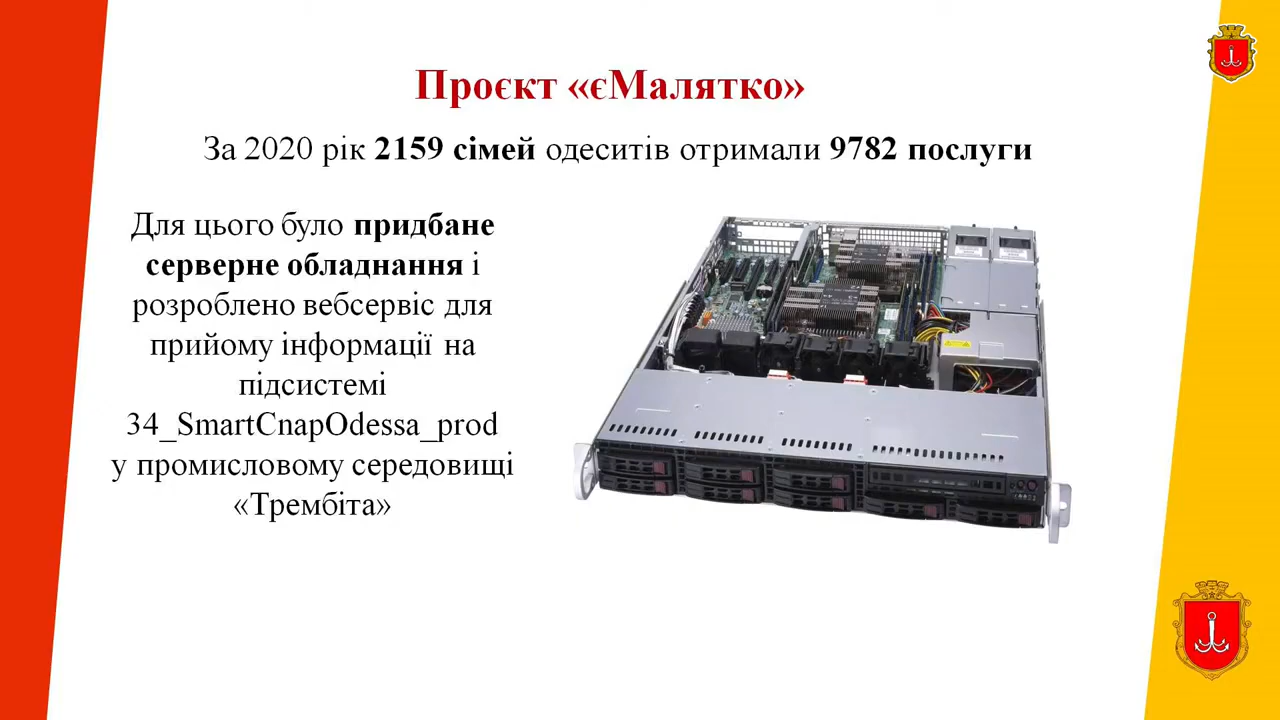 Проєкт «єМалятко»
За 2020 рік 2159 сімей одеситів отримали 9782 послуги
Для цього було придбане
серверне обладнання і
розроблено вебсервіс для
прийому інформації на
підсистемі
34_SmartCnapOdessa_prod
у промисловому середовищі
«Трембіта»